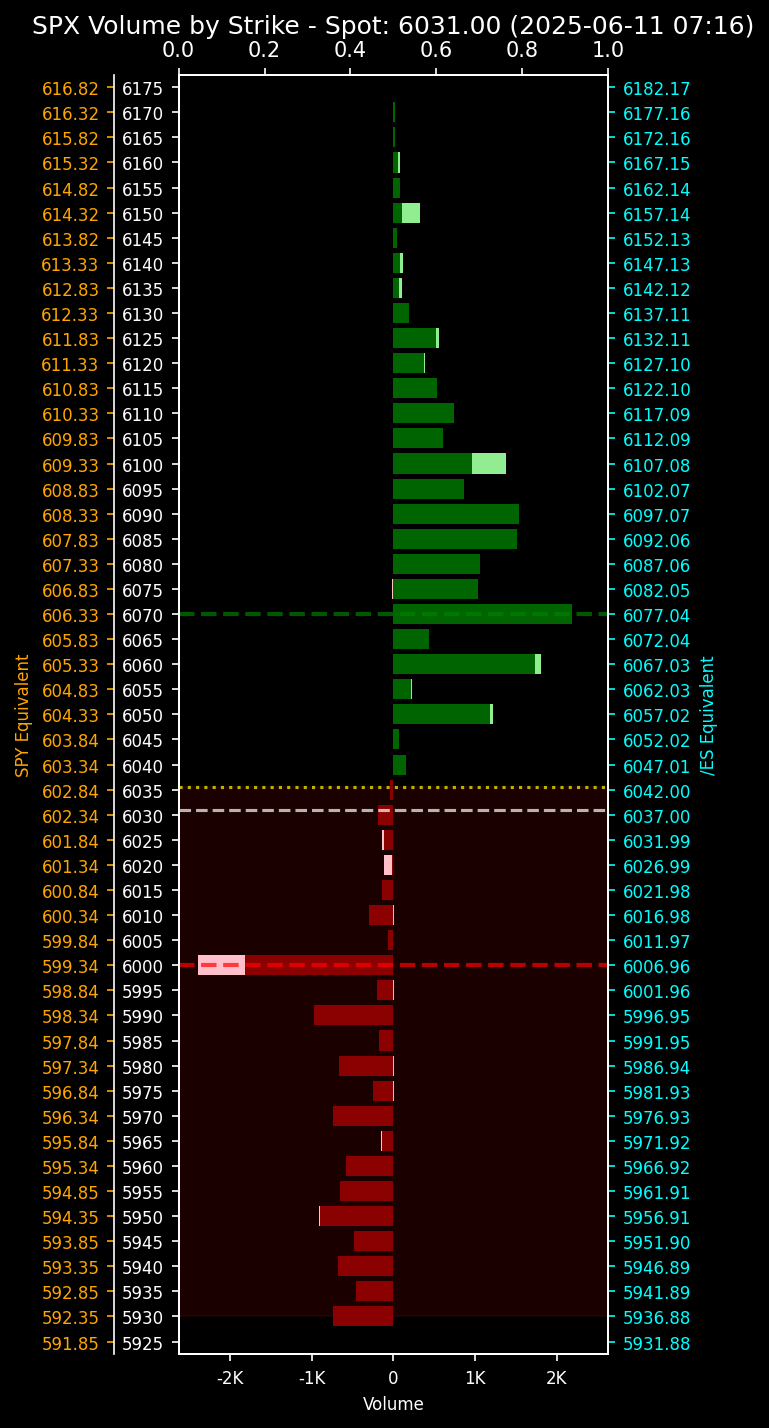 SPX Volume by Strike - Spot: 6031.00 (2025-06-11 07:16)
0.0 0.2 0.4 0.6 0.8 1.0
616.82 6175 6182.17
616.32 6170 6177.16
615.82 6165 6172.16
615.32 6160 6167.15
614.82 6155 6162.14
614.32 6150 6157.14
613.82 6145 6152.13
613.33 6140 6147.13
612.83 6135 6142.12
612.33 6130 6137.11
611.83 6125 6132.11
611.33 6120 6127.10
610.83 6115 6122.10
610.33 6110 6117.09
609.83 6105 6112.09
609.33 6100 6107.08
608.83 6095 6102.07
608.33 6090 6097.07
607.83 6085 6092.06
607.33 6080 6087.06
606.83 6075 6082.05
606.33 6070 6077.04
605.83 6065 6072.04
605.33 6060 6067.03
604.83 6055 6062.03
604.33 6050 6057.02
603.84 6045 6052.02
603.34 6040 6047.01
602.84 6035 6042.00
602.34 6030 6037.00
601.84 6025 6031.99
601.34 6020 6026.99
600.84 6015 6021.98
600.34 6010 6016.98
599.84 6005 6011.97
599.34 6000 6006.96
598.84 5995 6001.96
598.34 5990 5996.95
597.84 5985 5991.95
597.34 5980 5986.94
596.84 5975 5981.93
596.34 5970 5976.93
595.84 5965 5971.92
595.34 5960 5966.92
594.85 5955 5961.91
594.35 5950 5956.91
593.85 5945 5951.90
593.35 5940 5946.89
592.85 5935 5941.89
592.35 5930 5936.88
591.85 5925 5931.88
SPY Equivalent
/ES Equivalent
-2K -1K 0 1K 2K
Volume